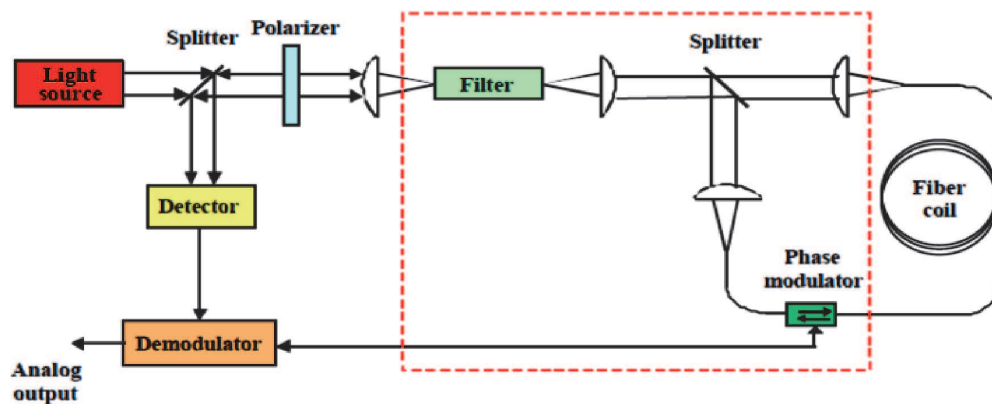 Splitter
Polarizer
Splitter
Light
source
Filter
Detector
Fiber
coil
Phase
modulator
Demodulator
Analog
output